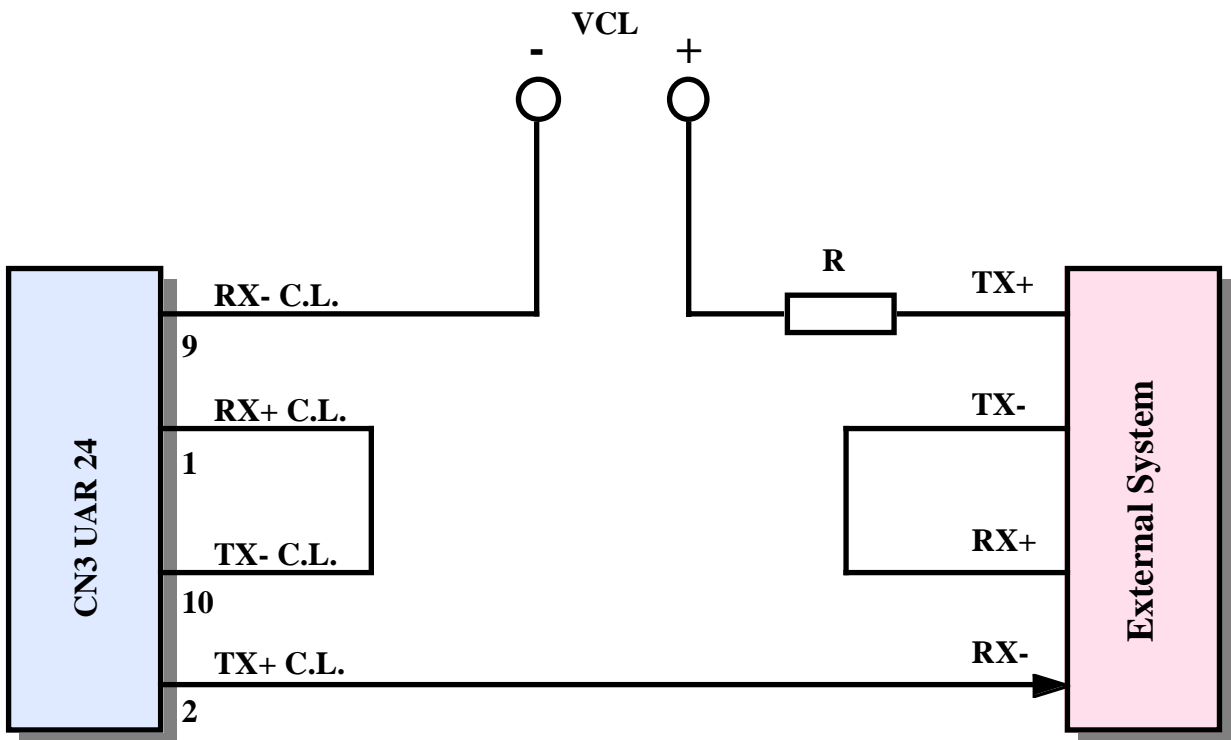 VCL
- +
R
RX- C.L.
TX+
9
RX+ C.L.
TX-
1
TX- C.L.
RX+
10
TX+ C.L.
RX-
2
CN3 UAR 24
External System